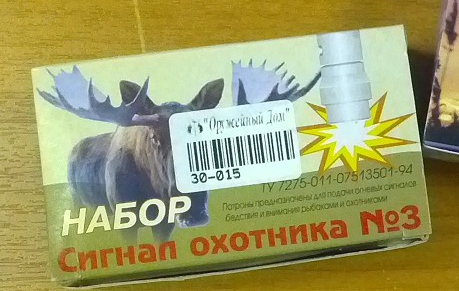 "Оружейный Дом"
30-015
ТУ 7275-011-07513501-94
Патроны предназначены для подачи огневых сигналов
бедствия и внимания рыбаками и охотниками
НАБОР
Сигнал охотника №3